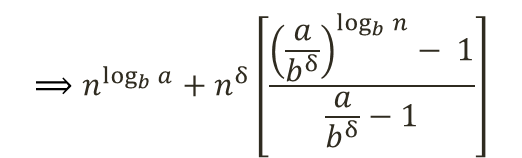 ⟹ n^{log_b a} + n^δ [ ( (a / b^δ)^{log_b n} − 1 ) / ( a / b^δ − 1 ) ]